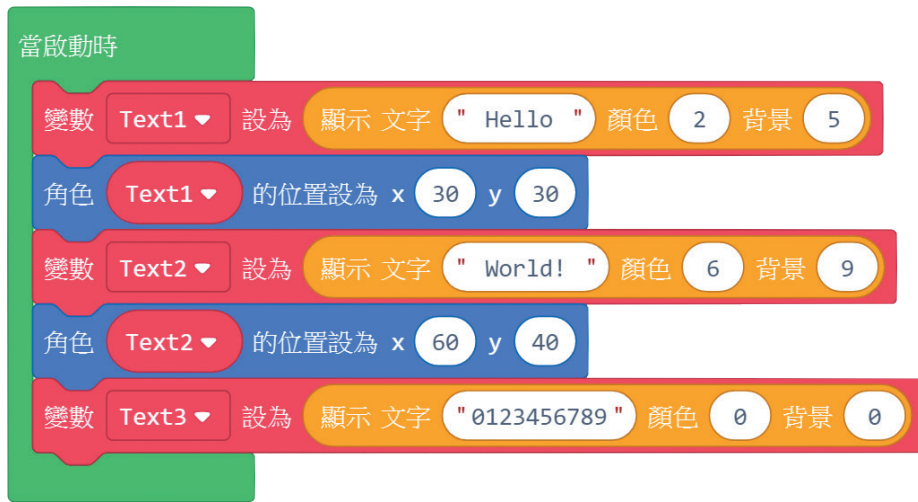 當啟動時
變數 Text1 設為 顯示 文字 " Hello " 顏色 2 背景 5
角色 Text1 的位置設為 x 30 y 30
變數 Text2 設為 顯示 文字 " World! " 顏色 6 背景 9
角色 Text2 的位置設為 x 60 y 40
變數 Text3 設為 顯示 文字 "0123456789" 顏色 0 背景 0